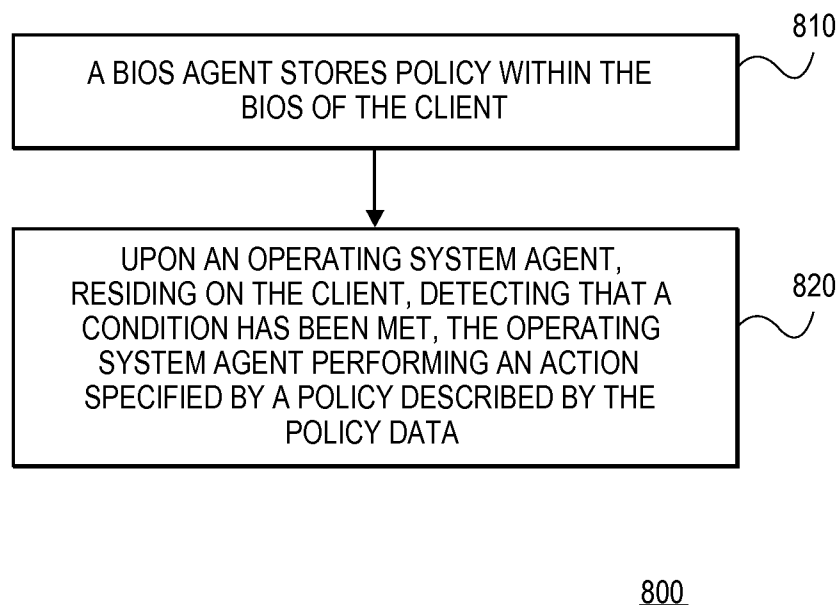 810
A BIOS AGENT STORES POLICY WITHIN THE
BIOS OF THE CLIENT
UPON AN OPERATING SYSTEM AGENT,
RESIDING ON THE CLIENT, DETECTING THAT A
CONDITION HAS BEEN MET, THE OPERATING
SYSTEM AGENT PERFORMING AN ACTION
SPECIFIED BY A POLICY DESCRIBED BY THE
POLICY DATA
820
800